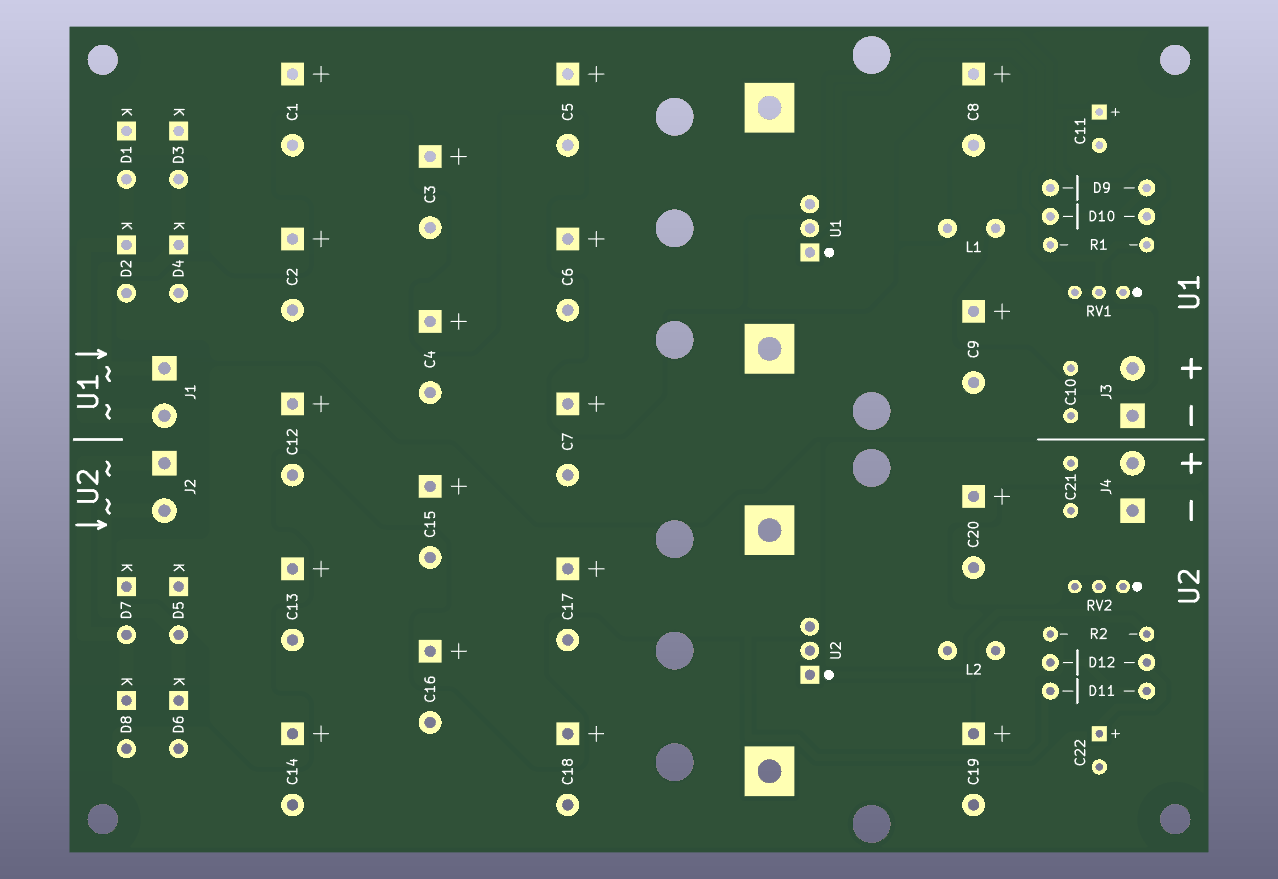 K
K
D1
D3
C1
C5
C8
C11
C3
D9
D10
R1
U1
L1
K
K
D2
D4
C2
C6
U1
RV1
C4
C9
U1
~
~
J1
C10
J3
+
-
C12
C7
U2
~
~
J2
C21
J4
+
-
C15
C20
K
K
D7
D5
C13
C17
U2
RV2
R2
D12
D11
U2
L2
K
K
C16
D8
D6
C14
C18
C19
C22